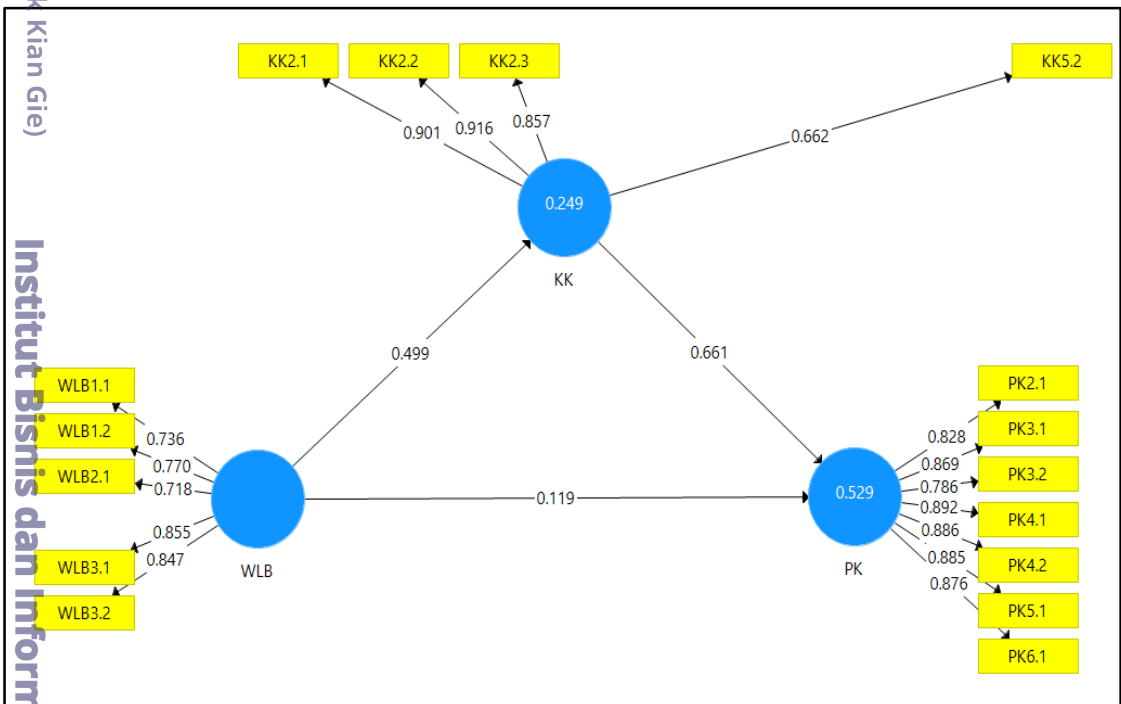 k Kian Gie)
Institut Bisnis dan Inform
KK2.1 KK2.2 KK2.3 KK5.2
0.901 0.916 0.857 0.662
0.249
KK
0.499 0.661
WLB1.1
WLB1.2
WLB2.1
WLB3.1
WLB3.2
0.736
0.770
0.718
0.855
0.847
WLB
0.119
0.529
PK
0.828
0.869
0.786
0.892
0.886
0.885
0.876
PK2.1
PK3.1
PK3.2
PK4.1
PK4.2
PK5.1
PK6.1